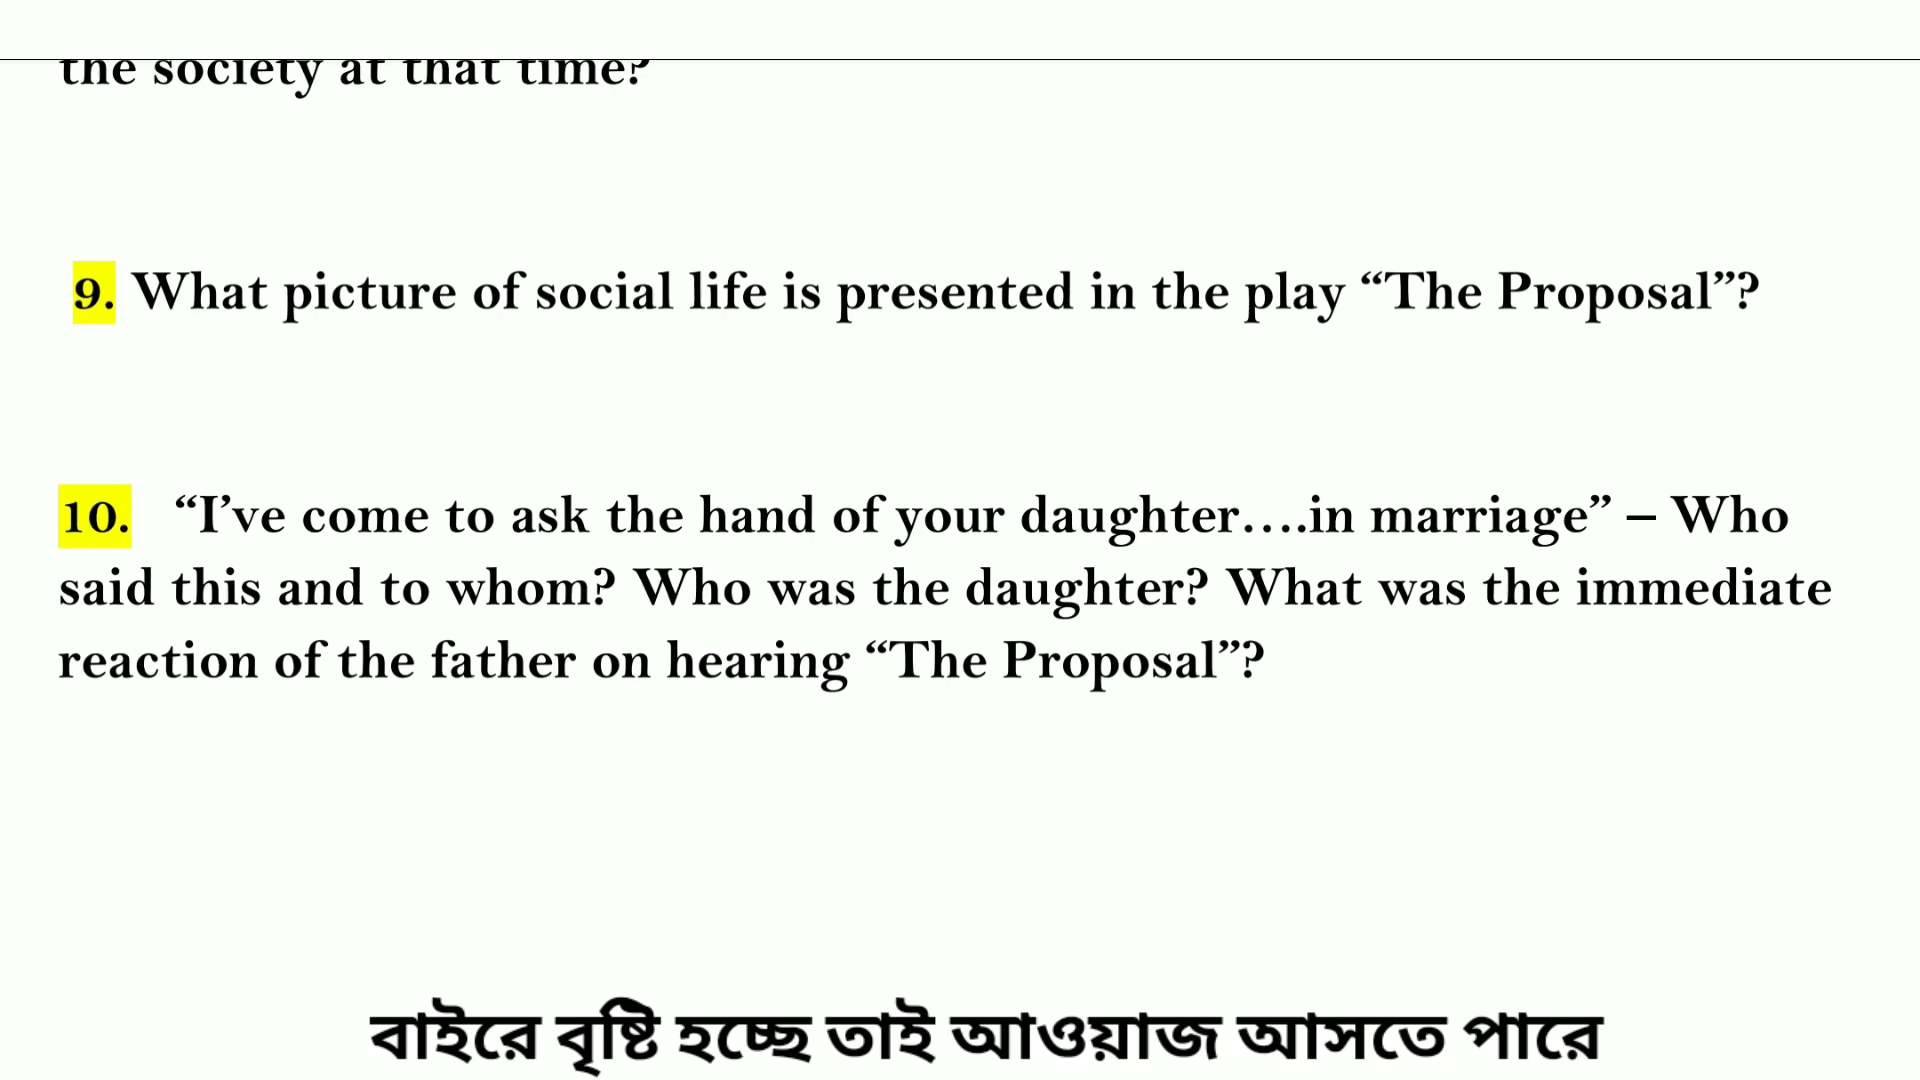 the society at that time?
9. What picture of social life is presented in the play “The Proposal”?
10. “I’ve come to ask the hand of your daughter….in marriage” – Who
said this and to whom? Who was the daughter? What was the immediate
reaction of the father on hearing “The Proposal”?
বাইরে বৃষ্টি হচ্ছে তাই আওয়াজ আসতে পারে